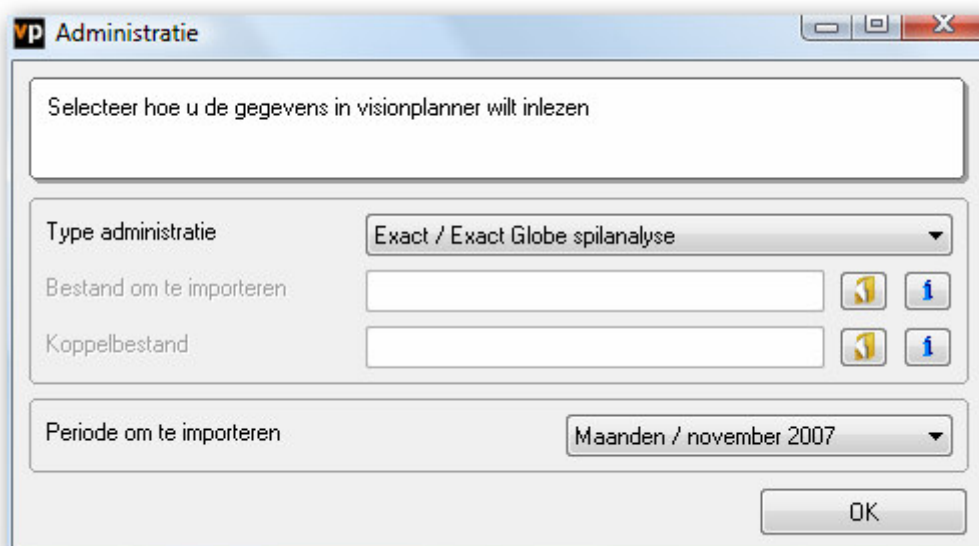 vp Administratie
Selecteer hoe u de gegevens in visionplanner wilt inlezen
Type administratie
Exact / Exact Globe spilanalyse
Bestand om te importeren
Koppelbestand
Periode om te importeren
Maanden / november 2007
OK